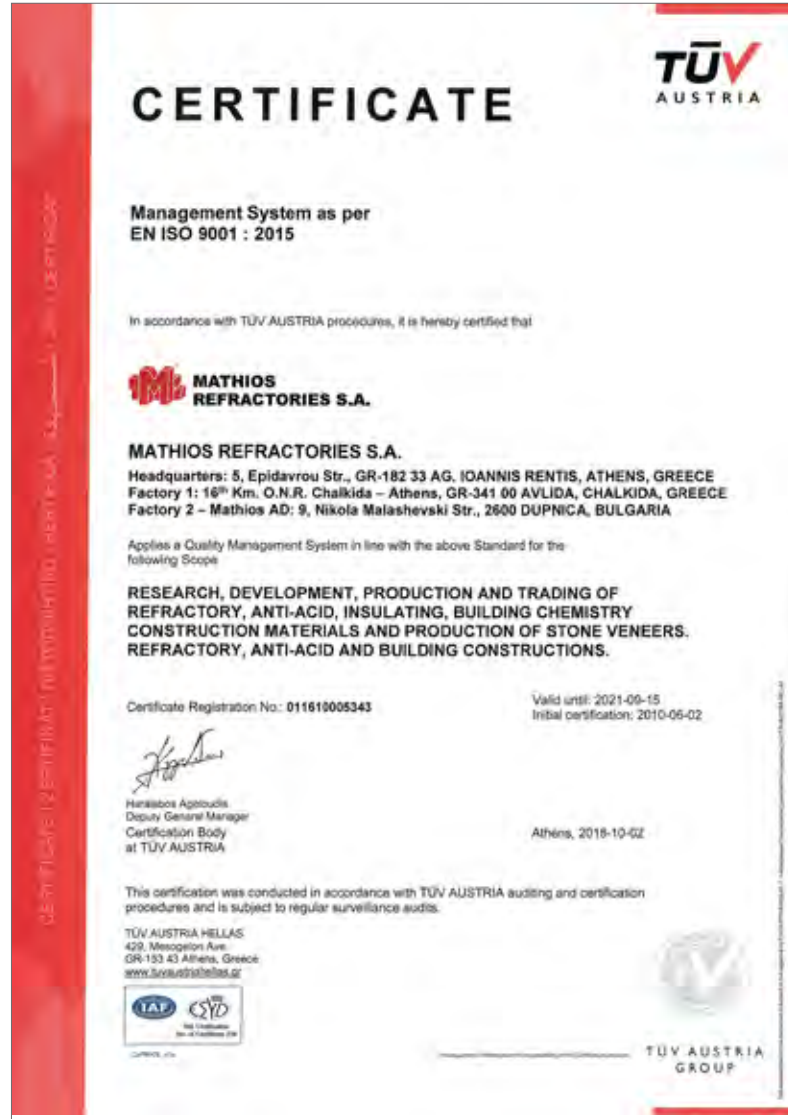 TÜV
AUSTRIA
CERTIFICATE
Management System as per
EN ISO 9001 : 2015
In accordance with TÜV AUSTRIA procedures, it is hereby certified that
MATHIOS
REFRACTORIES S.A.
MATHIOS REFRACTORIES S.A.
Headquarters: 5, Epidavrou Str., GR-182 33 AG. IOANNIS RENTIS, ATHENS, GREECE
Factory 1: 16th Km. O.N.R. Chalkida – Athens, GR-341 00 AVLIDA, CHALKIDA, GREECE
Factory 2 – Mathios AD: 9, Nikola Malashevski Str., 2600 DUPNICA, BULGARIA
Applies a Quality Management System in line with the above Standard for the
following Scope
RESEARCH, DEVELOPMENT, PRODUCTION AND TRADING OF
REFRACTORY, ANTI-ACID, INSULATING, BUILDING CHEMISTRY
CONSTRUCTION MATERIALS AND PRODUCTION OF STONE VENEERS.
REFRACTORY, ANTI-ACID AND BUILDING CONSTRUCTIONS.
Certificate Registration No.: 011610005343
Valid until: 2021-09-15
Initial certification: 2010-06-02
Deputy General Manager
Certification Body
at TÜV AUSTRIA
Athens, 2018-10-02
This certification was conducted in accordance with TÜV AUSTRIA auditing and certification
procedures and is subject to regular surveillance audits.
TÜV AUSTRIA HELLAS
429, Mesogeion Ave.
GR-153 43 Athens, Greece
www.tuvaustriahellas.gr
IAF
TÜV AUSTRIA
GROUP